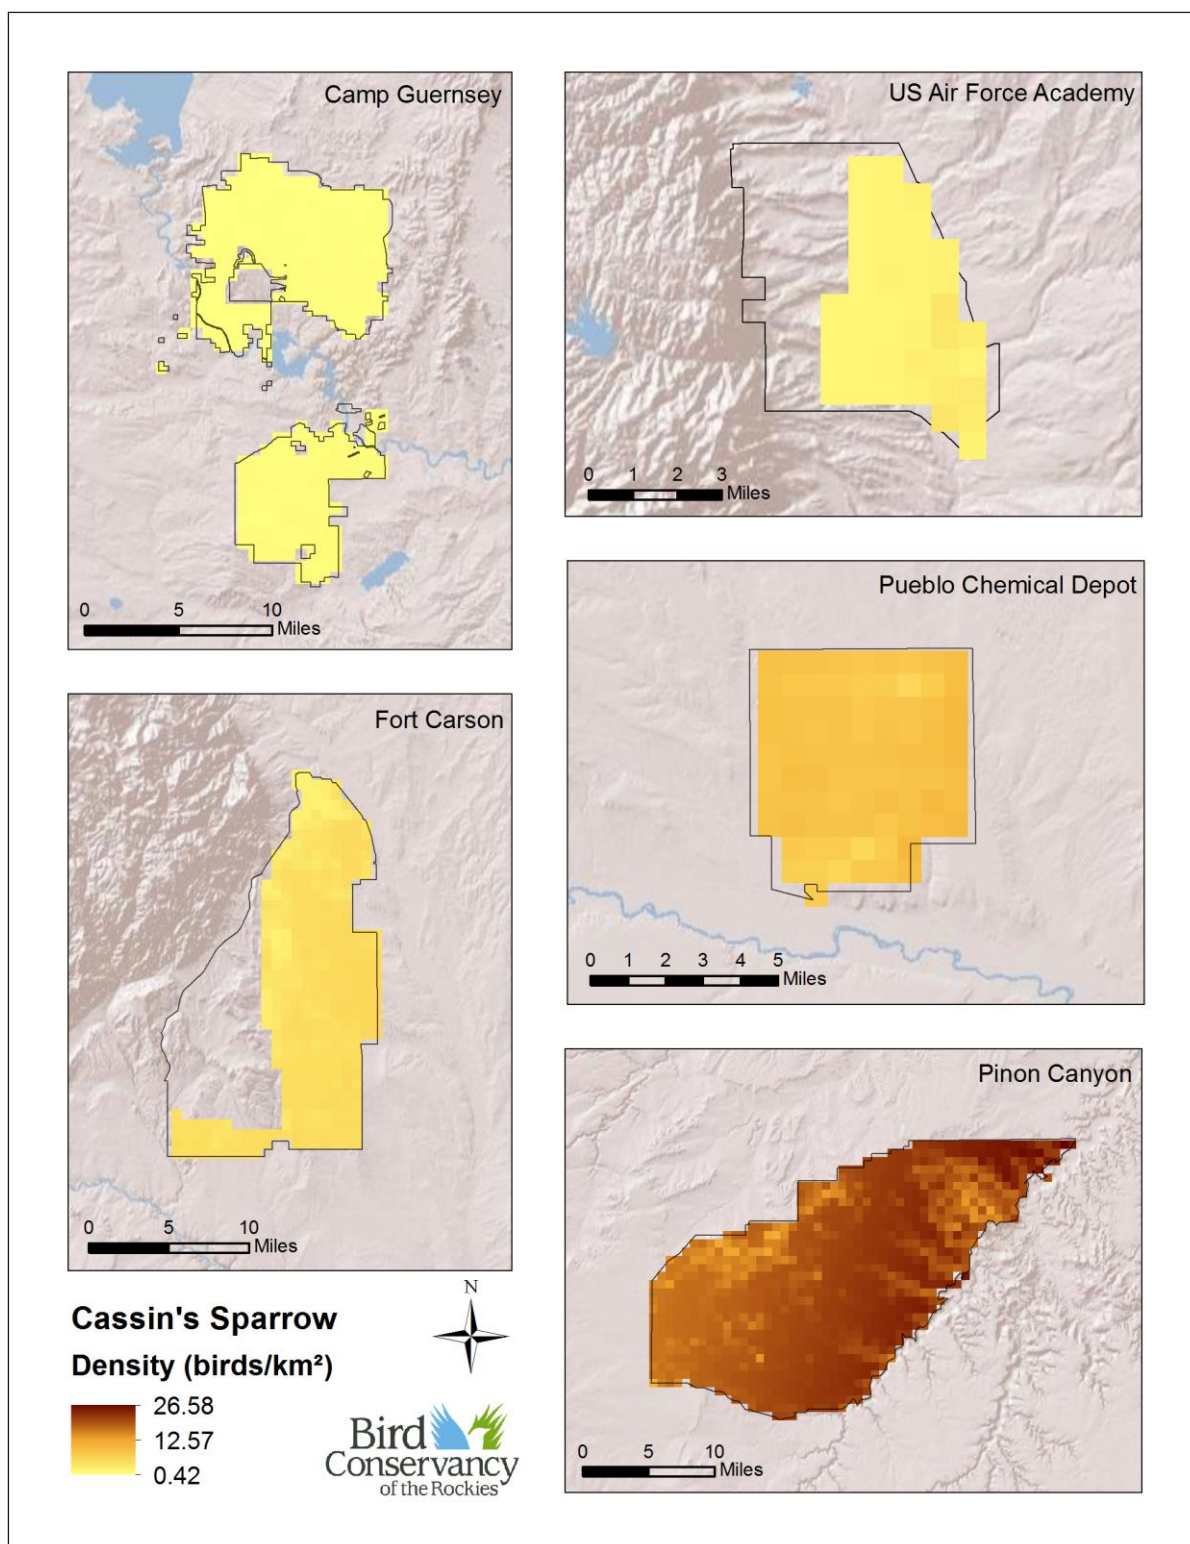 Camp Guernsey
0 5 10
Miles
US Air Force Academy
0 1 2 3
Miles
Pueblo Chemical Depot
0 1 2 3 4 5
Miles
Fort Carson
0 5 10
Miles
Pinon Canyon
0 5 10
Miles
Cassin's Sparrow
Density (birds/km²)
26.58
12.57
0.42
N
Bird
Conservancy
of the Rockies